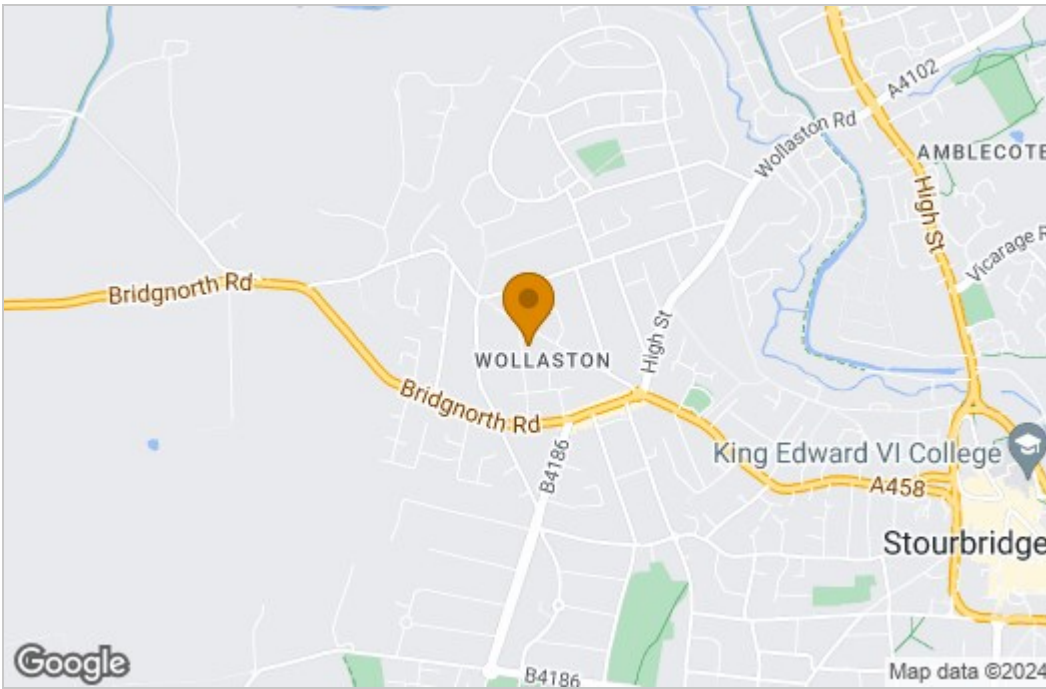 A4102
Wollaston Rd
AMBLECOTE
High St
Vicarage R
Bridgnorth Rd
High St
WOLLASTON
Bridgnorth Rd
B4186
King Edward VI College
A458
Stourbridge
Google
B4186
Map data ©2024